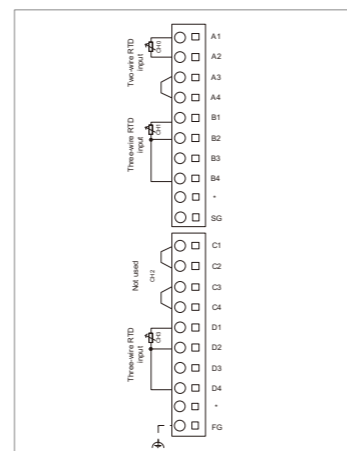 Two-wire RTD
input
CH0
A1
A2
A3
A4
Three-wire RTD
input
CH1
B1
B2
B3
B4
*
SG
Not used
CH2
C1
C2
C3
C4
Three-wire RTD
input
CH3
D1
D2
D3
D4
*
FG